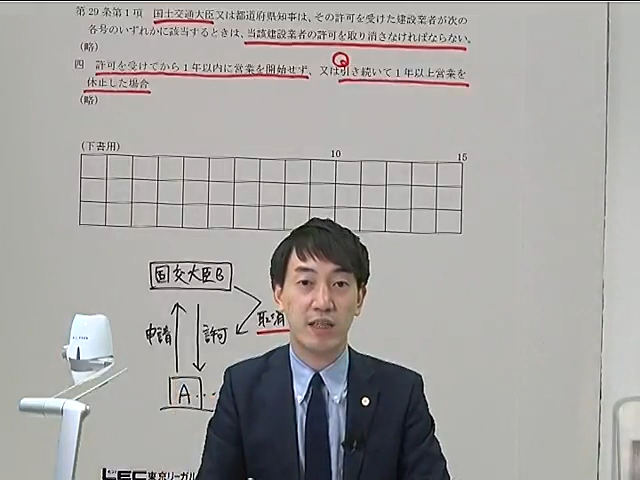 第29条第1項 国土交通大臣又は都道府県知事は、その許可を受けた建設業者が次の
各号のいずれかに該当するときは、当該建設業者の許可を取り消さなければならない。
(略)
四 許可を受けてから1年以内に営業を開始せず、又は引き続いて1年以上営業を
休止した場合
(略)
(下書用)
10 15
国交大臣B
申請 許可 取消
A
LEC東京リーガル